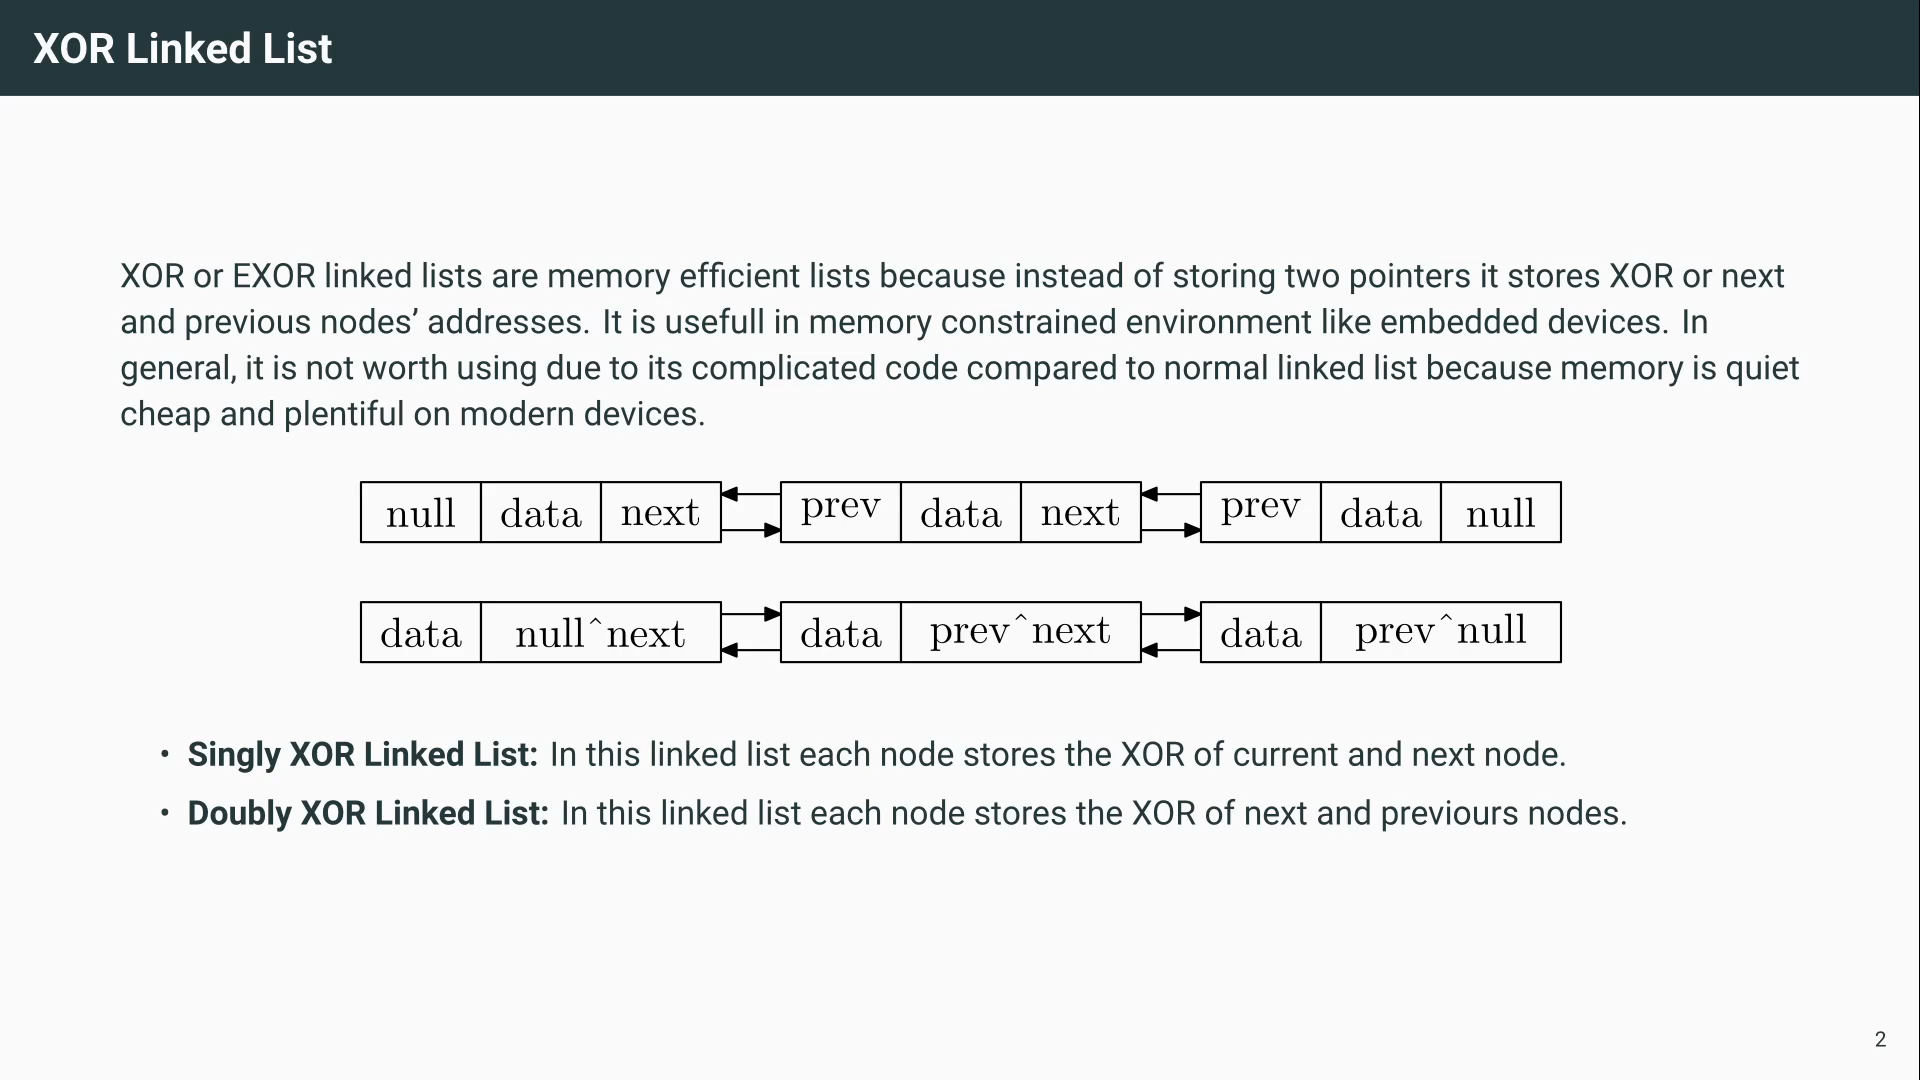 XOR Linked List
XOR or EXOR linked lists are memory efficient lists because instead of storing two pointers it stores XOR or next
and previous nodes’ addresses. It is usefull in memory constrained environment like embedded devices. In
general, it is not worth using due to its complicated code compared to normal linked list because memory is quiet
cheap and plentiful on modern devices.
null data next prev data next prev data null
data null^next data prev^next data prev^null
• Singly XOR Linked List: In this linked list each node stores the XOR of current and next node.
• Doubly XOR Linked List: In this linked list each node stores the XOR of next and previours nodes.
2